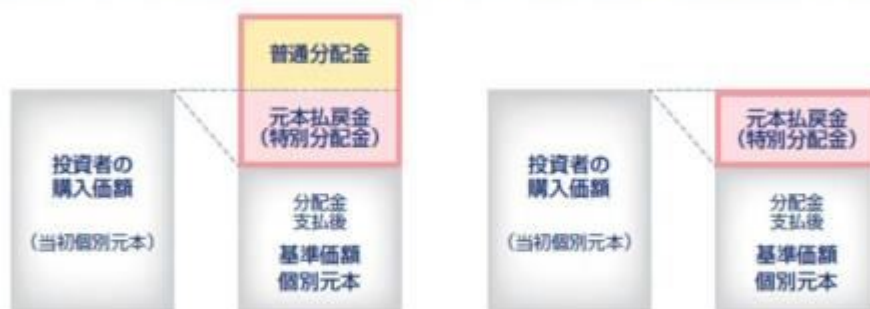 普通分配金
元本払戻金
(特別分配金)
投資者の
購入価額
(当初個別元本)
分配金
支払後
基準価額
個別元本
元本払戻金
(特別分配金)
投資者の
購入価額
(当初個別元本)
分配金
支払後
基準価額
個別元本